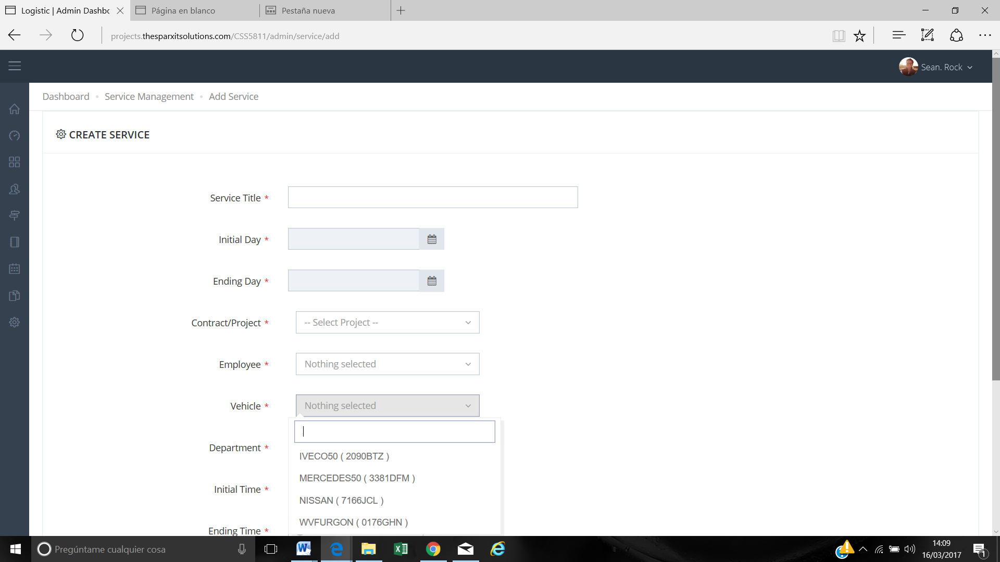 Logistic | Admin Dashbo
Página en blanco
Pestaña nueva
projects.thesparxitsolutions.com/CSS5811/admin/service/add
Sean. Rock
Dashboard • Service Management • Add Service
CREATE SERVICE
Service Title *
Initial Day *
Ending Day *
Contract/Project *
-- Select Project --
Employee *
Nothing selected
Vehicle *
Nothing selected
IVECO50 ( 2090BTZ )
MERCEDES50 ( 3381DFM )
NISSAN ( 7166JCL )
WVFURGON ( 0176GHN )
Department *
Initial Time *
Ending Time *
Pregúntame cualquier cosa
14:09
16/03/2017
1